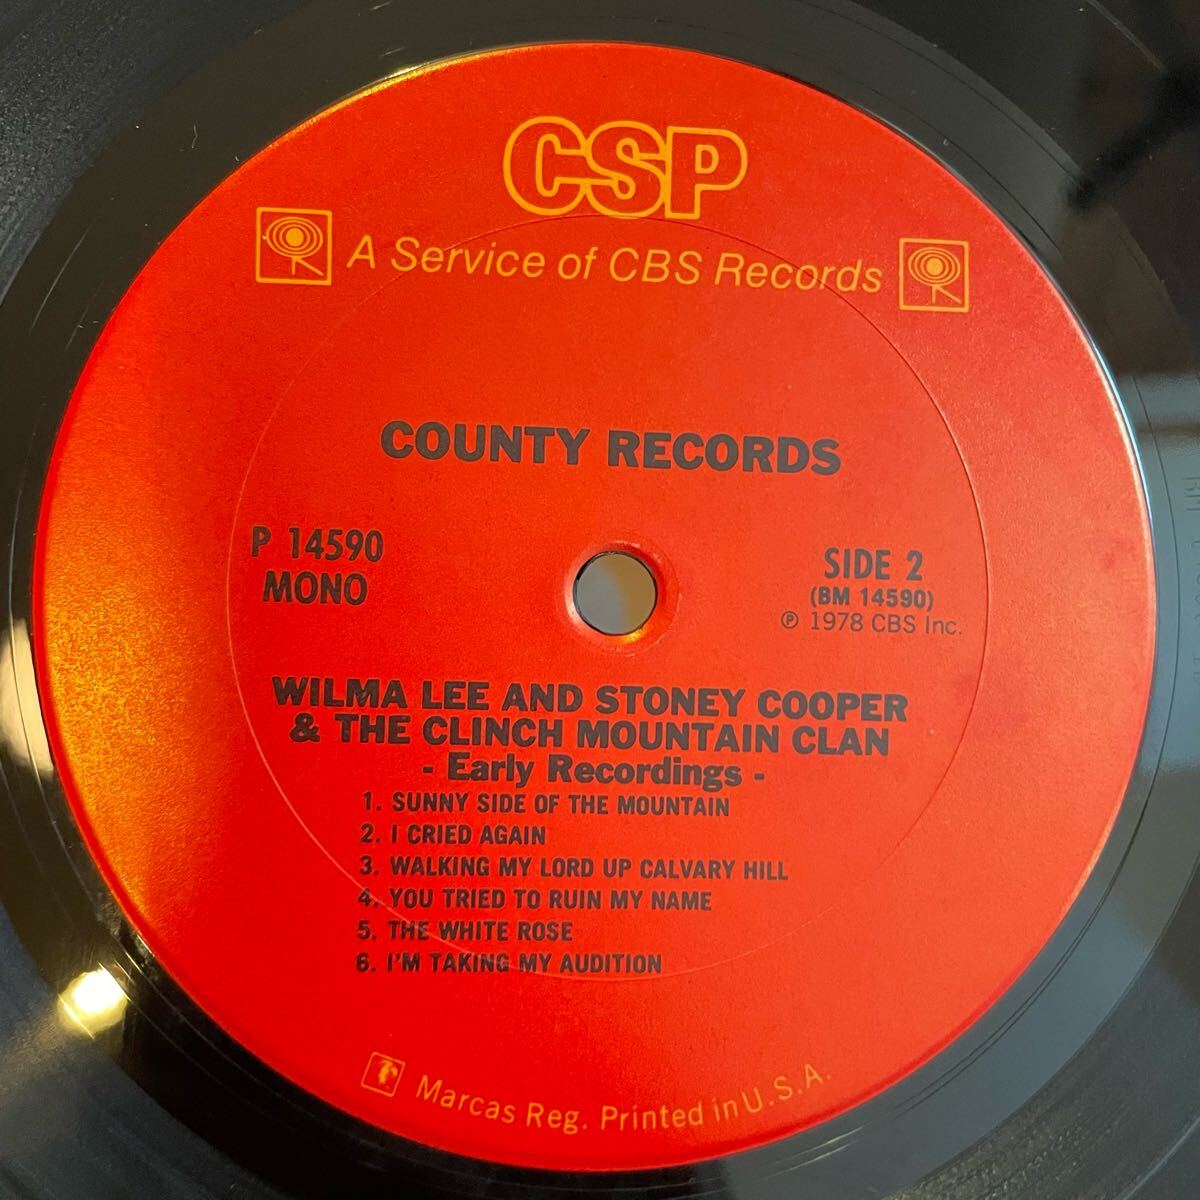 CSP
A Service of CBS Records
COUNTY RECORDS
P 14590
MONO
SIDE 2
(BM 14590)
℗ 1978 CBS Inc.
WILMA LEE AND STONEY COOPER
& THE CLINCH MOUNTAIN CLAN
- Early Recordings -
1. SUNNY SIDE OF THE MOUNTAIN
2. I CRIED AGAIN
3. WALKING MY LORD UP CALVARY HILL
4. YOU TRIED TO RUIN MY NAME
5. THE WHITE ROSE
6. I'M TAKING MY AUDITION
Marcas Reg. Printed in U.S.A.